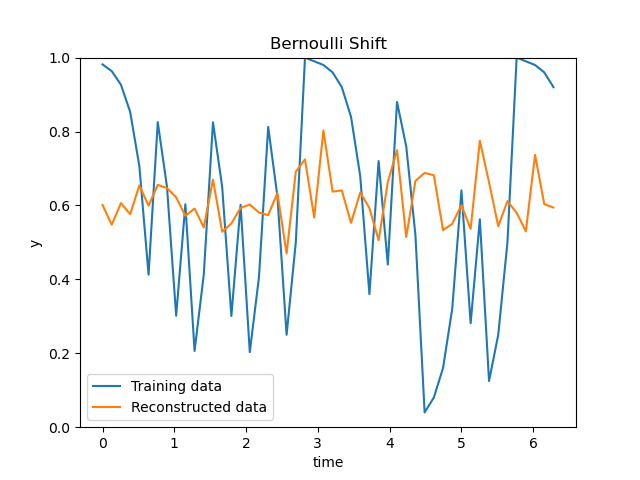 Bernoulli Shift
1.0
0.8
0.6
0.4
0.2
0.0
y
Training data
Reconstructed data
0 1 2 3 4 5 6
time